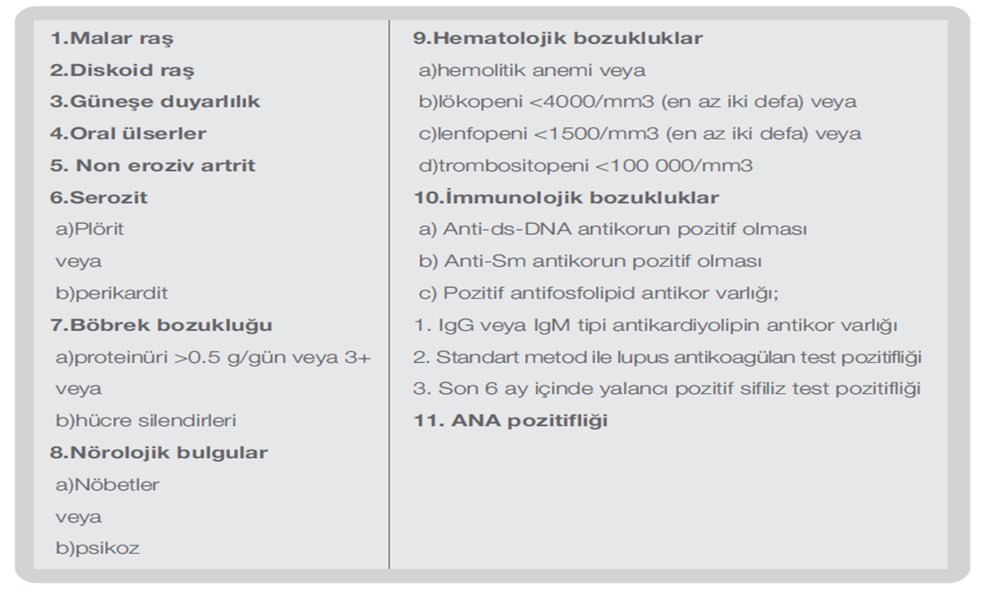 1.Malar raş
2.Diskoid raş
3.Güneşe duyarlılık
4.Oral ülserler
5. Non eroziv artrit
6.Serozit
a)Plörit
veya
b)perikardit
7.Böbrek bozukluğu
a)proteinüri >0.5 g/gün veya 3+
veya
b)hücre silendirleri
8.Nörolojik bulgular
a)Nöbetler
veya
b)psikoz
9.Hematolojik bozukluklar
a)hemolitik anemi veya
b)lökopeni <4000/mm3 (en az iki defa) veya
c)lenfopeni <1500/mm3 (en az iki defa) veya
d)trombositopeni <100 000/mm3
10.İmmunolojik bozukluklar
a) Anti-ds-DNA antikorun pozitif olması
b) Anti-Sm antikorun pozitif olması
c) Pozitif antifosfolipid antikor varlığı;
1. IgG veya IgM tipi antikardiyolipin antikor varlığı
2. Standart metod ile lupus antikoagülan test pozitifliği
3. Son 6 ay içinde yalancı pozitif sifiliz test pozitifliği
11. ANA pozitifliği